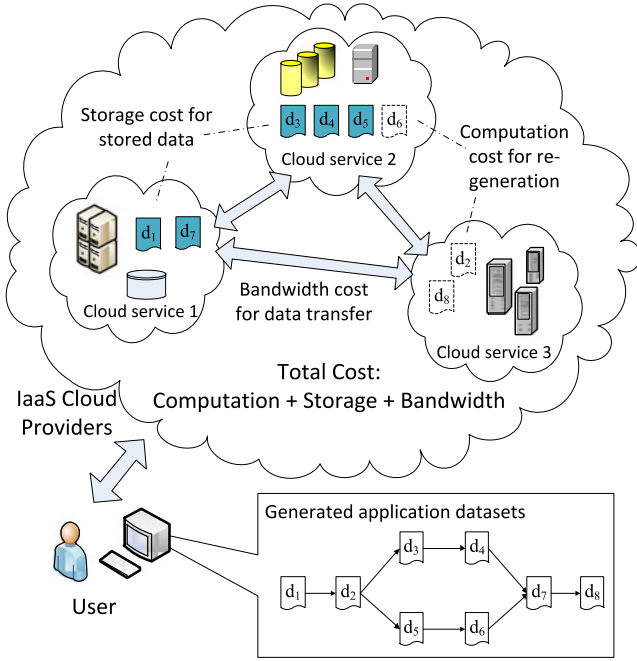 Storage cost for
stored data
d3 d4 d5 d6
Cloud service 2
Computation
cost for re-
generation
d1 d7
Cloud service 1
Bandwidth cost
for data transfer
d2
d8
Cloud service 3
Total Cost:
Computation + Storage + Bandwidth
IaaS Cloud
Providers
User
Generated application datasets
d3 d4
d1 d2 d7 d8
d5 d6